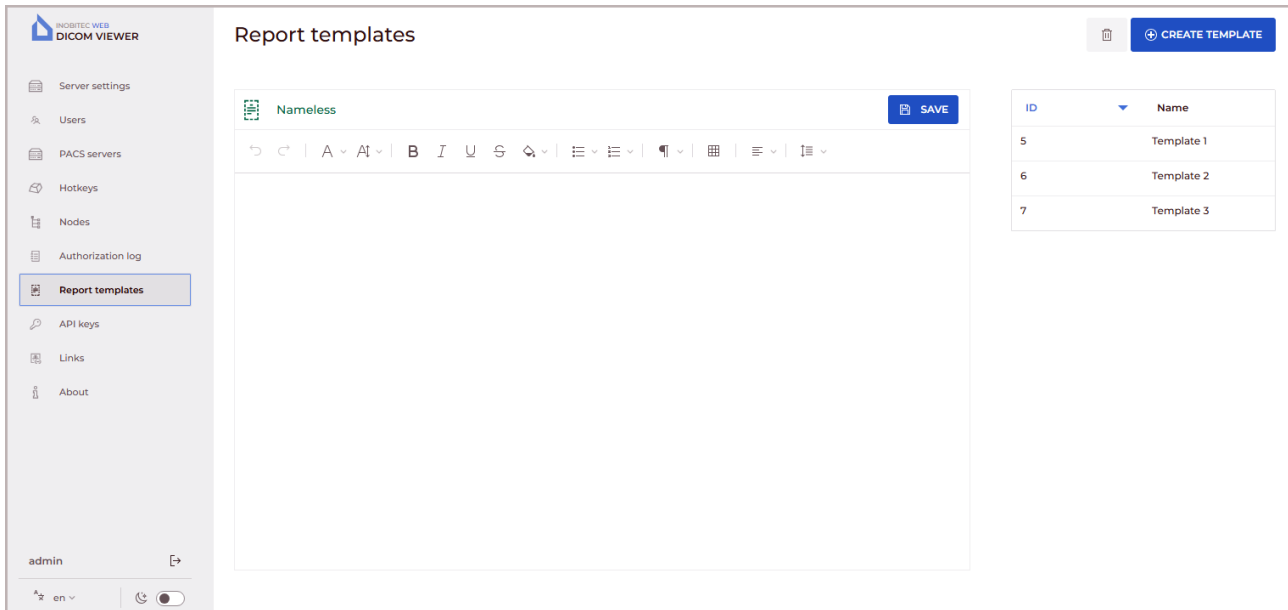 INOBITEC WEB
DICOM VIEWER
Server settings
Users
PACS servers
Hotkeys
Nodes
Authorization log
Report templates
API keys
Links
About
admin
en
Report templates
CREATE TEMPLATE
Nameless
SAVE
ID Name
5 Template 1
6 Template 2
7 Template 3